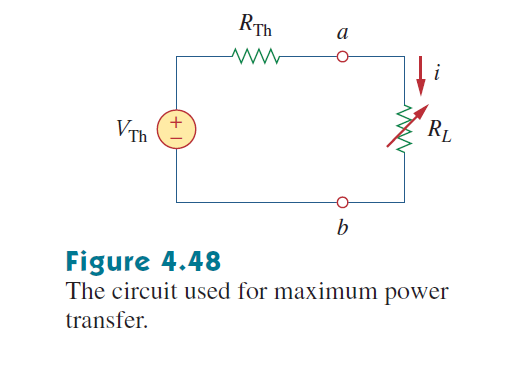 RTh
a
i
VTh
+
−
RL
b
Figure 4.48
The circuit used for maximum power
transfer.